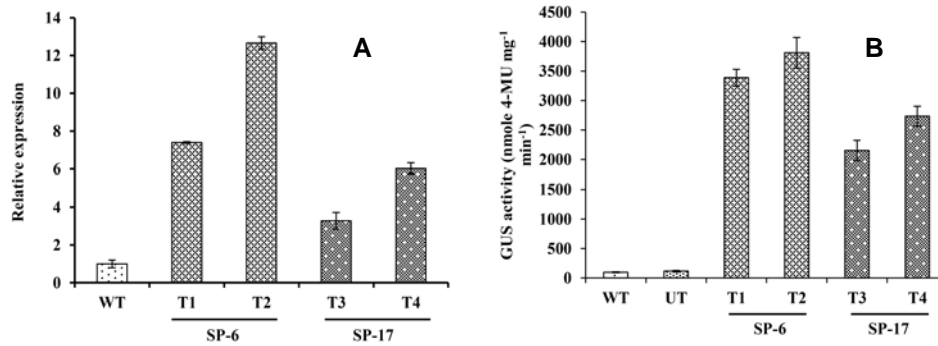 A
Relative expression
14
12
10
8
6
4
2
0
WT T1 T2 T3 T4
SP-6 SP-17
B
GUS activity (nmole 4-MU mg-1
min-1)
4500
4000
3500
3000
2500
2000
1500
1000
500
0
WT UT T1 T2 T3 T4
SP-6 SP-17